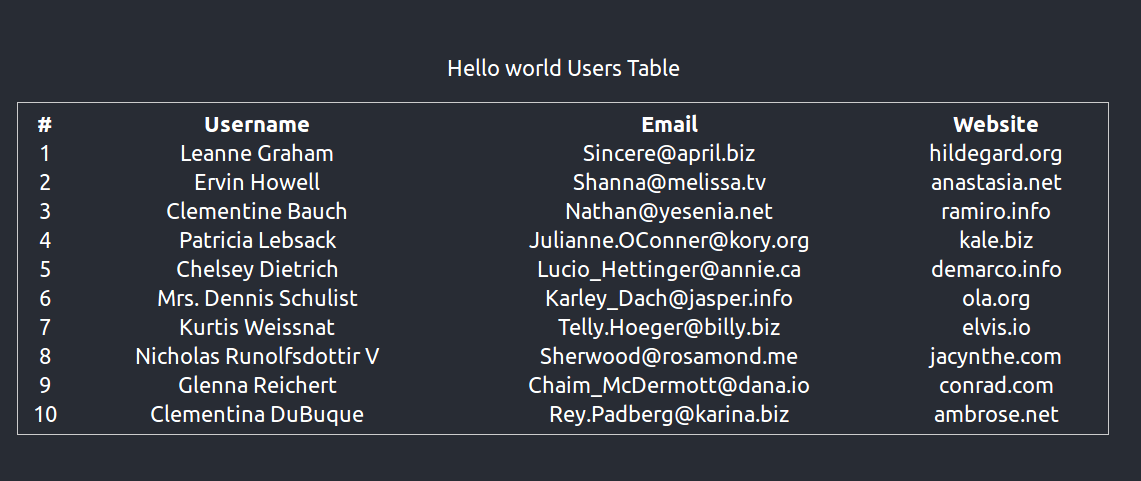 Hello world Users Table
# Username Email Website
1 Leanne Graham Sincere@april.biz hildegard.org
2 Ervin Howell Shanna@melissa.tv anastasia.net
3 Clementine Bauch Nathan@yesenia.net ramiro.info
4 Patricia Lebsack Julianne.OConner@kory.org kale.biz
5 Chelsey Dietrich Lucio_Hettinger@annie.ca demarco.info
6 Mrs. Dennis Schulist Karley_Dach@jasper.info ola.org
7 Kurtis Weissnat Telly.Hoeger@billy.biz elvis.io
8 Nicholas Runolfsdottir V Sherwood@rosamond.me jacynthe.com
9 Glenna Reichert Chaim_McDermott@dana.io conrad.com
10 Clementina DuBuque Rey.Padberg@karina.biz ambrose.net